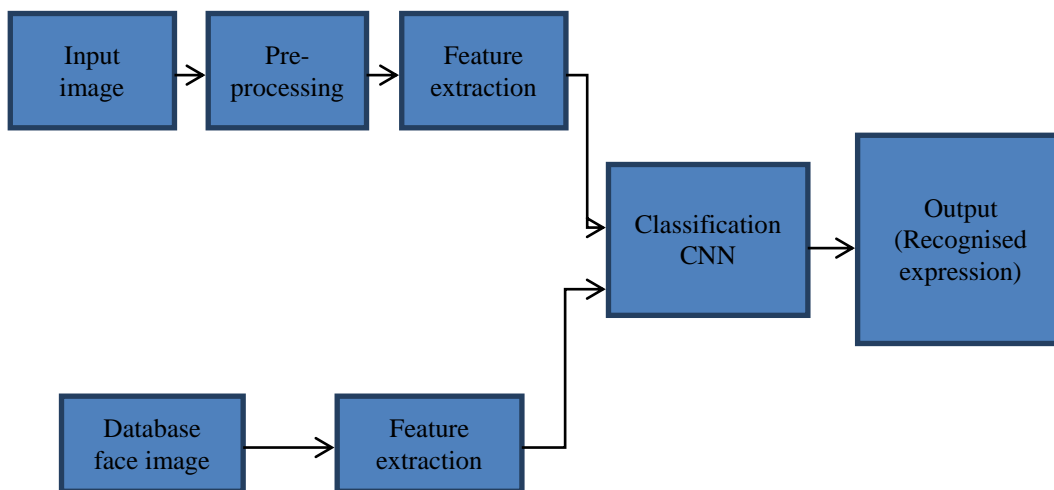 Input
image
Pre-
processing
Feature
extraction
Classification
CNN
Output
(Recognised
expression)
Database
face image
Feature
extraction